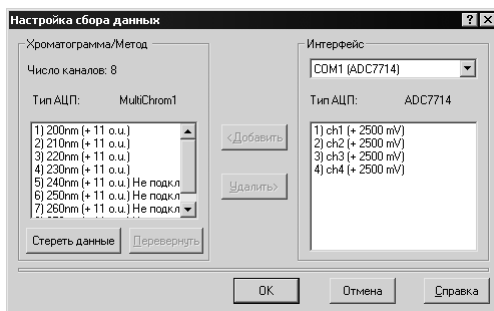 Настройка сбора данных
Хроматограмма/Метод
Число каналов: 8
Тип АЦП: MultiChrom1
1) 200nm (+ 11 о.u.)
2) 210nm (+ 11 о.u.)
3) 220nm (+ 11 о.u.)
4) 230nm (+ 11 о.u.)
5) 240nm (+ 11 о.u.) Не подкл
6) 250nm (+ 11 о.u.) Не подкл
7) 260nm (+ 11 о.u.) Не подкл
Стереть данные
Перевернуть
<Добавить
Удалить>
Интерфейс
COM1 (ADC7714)
Тип АЦП: ADC7714
1) ch1 (+ 2500 mV)
2) ch2 (+ 2500 mV)
3) ch3 (+ 2500 mV)
4) ch4 (+ 2500 mV)
OK
Отмена
Справка